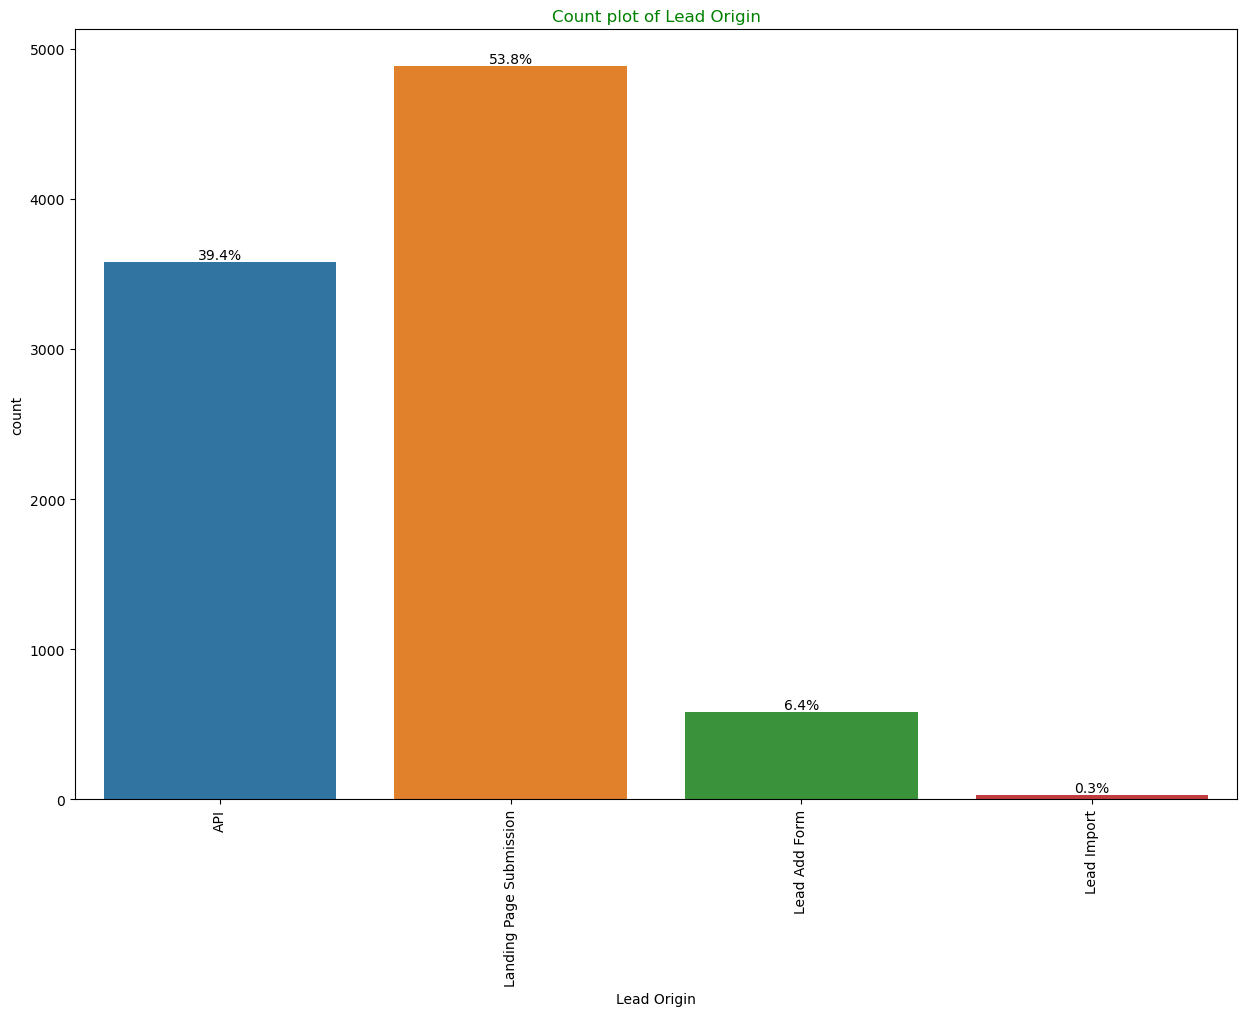 Count plot of Lead Origin
5000
4000
3000
2000
1000
0
count
39.4%
53.8%
6.4%
0.3%
API
Landing Page Submission
Lead Add Form
Lead Import
Lead Origin